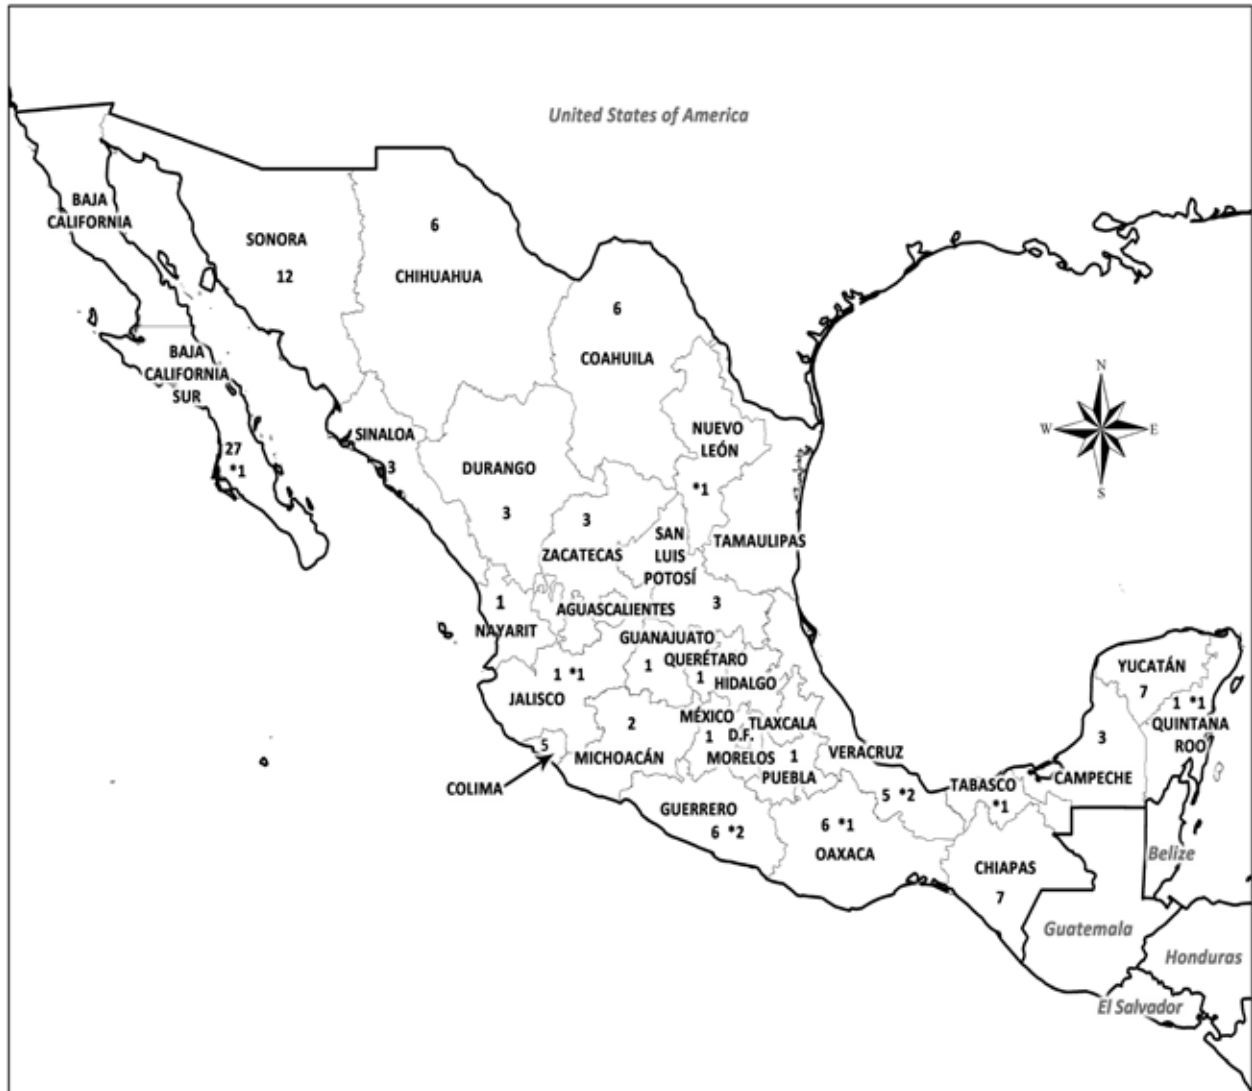 United States of America
BAJA
CALIFORNIA
SONORA
12
6
CHIHUAHUA
6
COAHUILA
BAJA
CALIFORNIA
SUR
27
*1
SINALOA
3
DURANGO
3
NUEVO
LEÓN
*1
3
ZACATECAS
SAN
LUIS
POTOSÍ
3
TAMAULIPAS
1
NAYARIT
AGUASCALIENTES
GUANAJUATO
1
QUERÉTARO
1
HIDALGO
1 *1
JALISCO
5
COLIMA
2
MICHOACÁN
MÉXICO
1
D.F.
TLAXCALA
MORELOS
1
PUEBLA
VERACRUZ
5 *2
GUERRERO
6 *2
6 *1
OAXACA
TABASCO
*1
CHIAPAS
7
3
CAMPECHE
YUCATÁN
7
1 *1
QUINTANA
ROO
Belize
Guatemala
Honduras
El Salvador
N
W
E
S